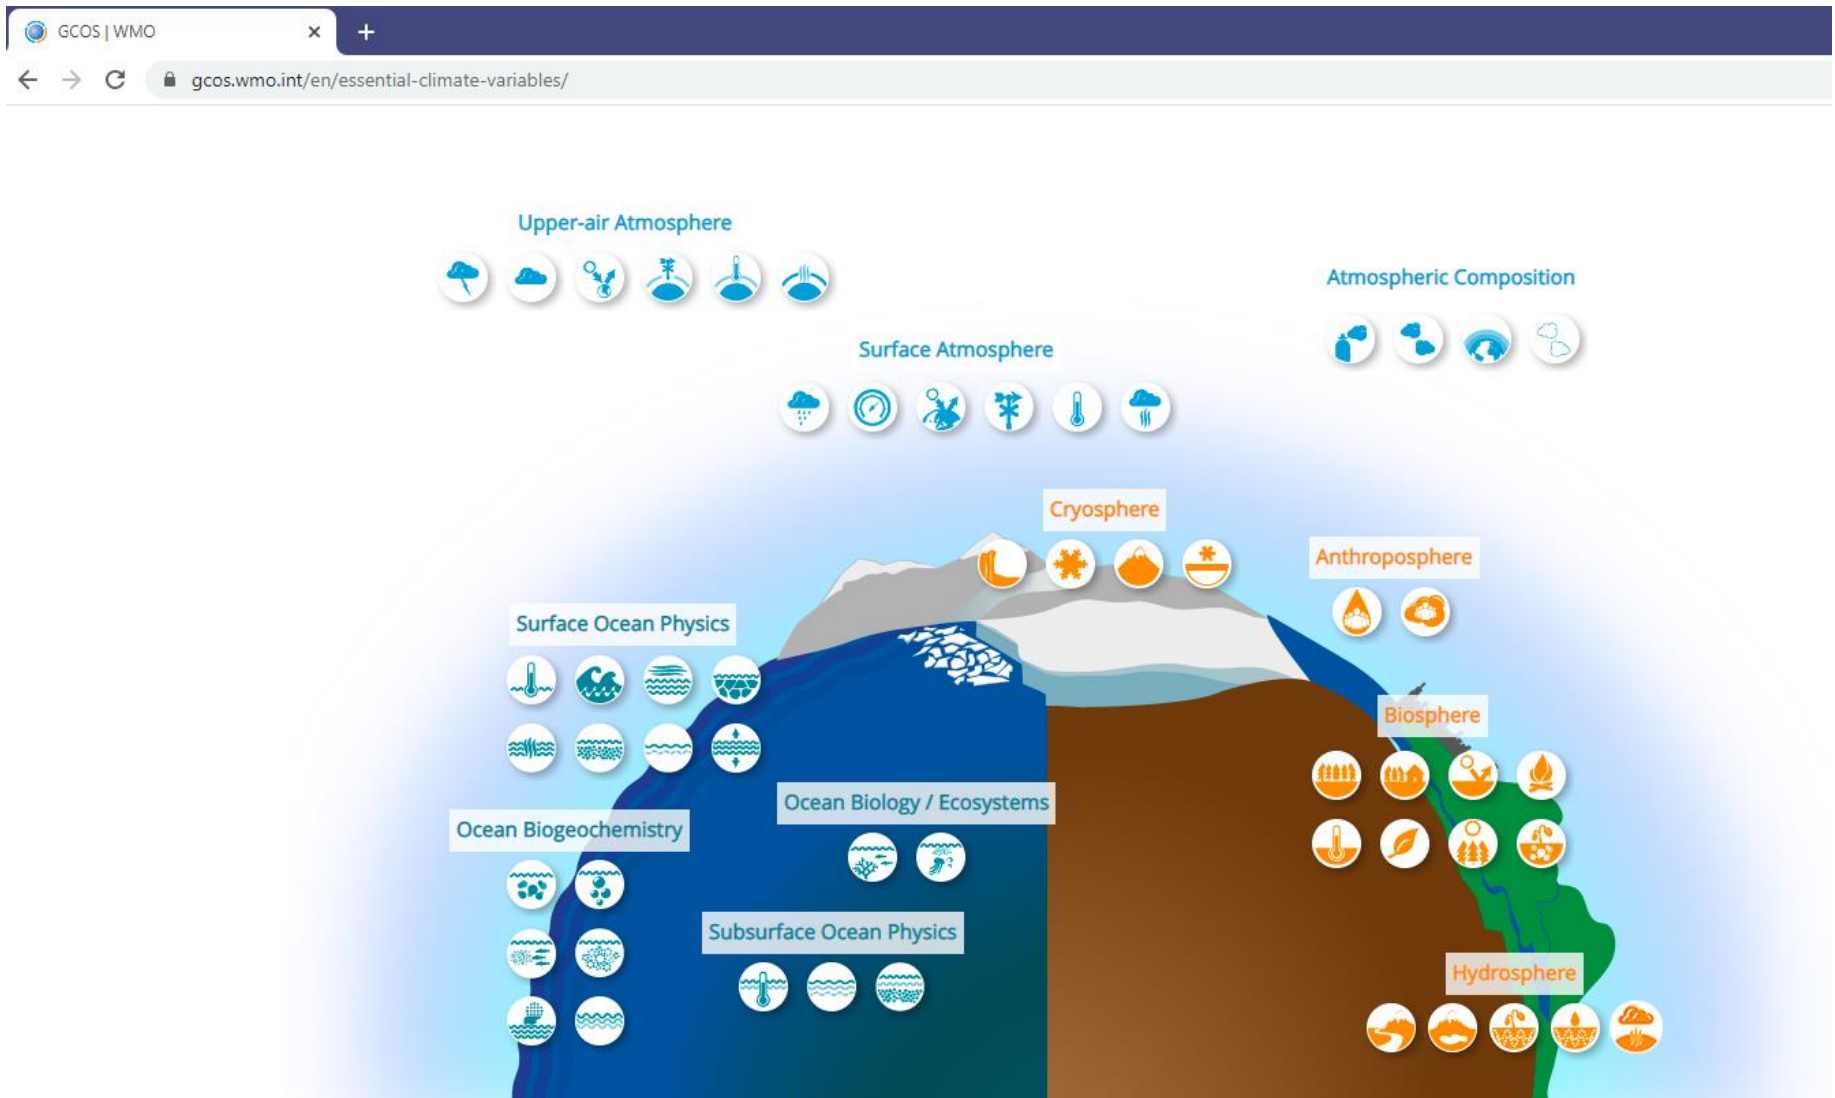 GCOS | WMO
gcos.wmo.int/en/essential-climate-variables/
Upper-air Atmosphere
Atmospheric Composition
Surface Atmosphere
Cryosphere
Anthroposphere
Surface Ocean Physics
Biosphere
Ocean Biology / Ecosystems
Ocean Biogeochemistry
Subsurface Ocean Physics
Hydrosphere